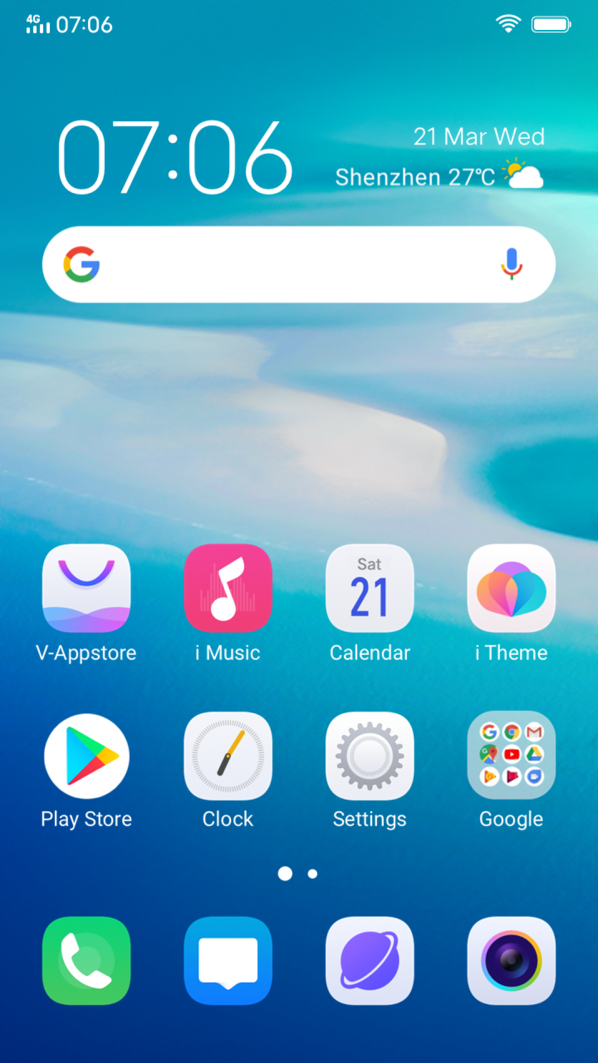 4G 07:06
07:06
21 Mar Wed
Shenzhen 27℃
Sat
21
V-Appstore
i Music
Calendar
i Theme
Play Store
Clock
Settings
Google